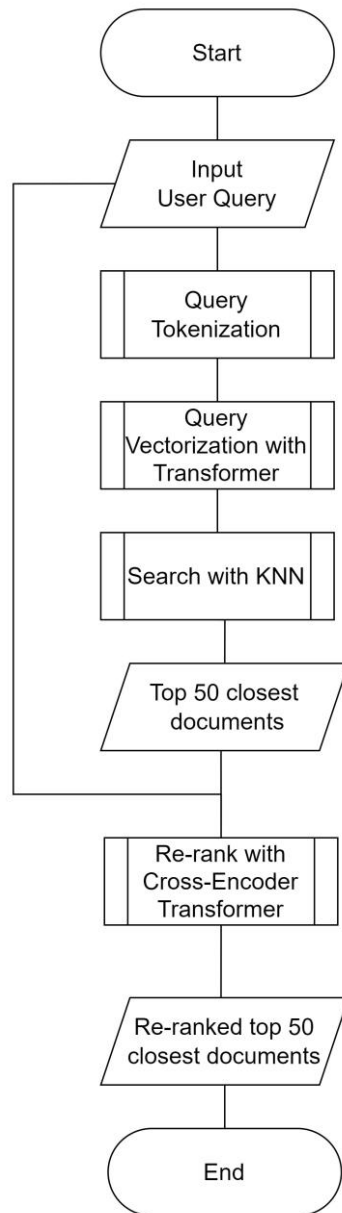 Start
Input
User Query
Query
Tokenization
Query
Vectorization with
Transformer
Search with KNN
Top 50 closest
documents
Re-rank with
Cross-Encoder
Transformer
Re-ranked top 50
closest documents
End